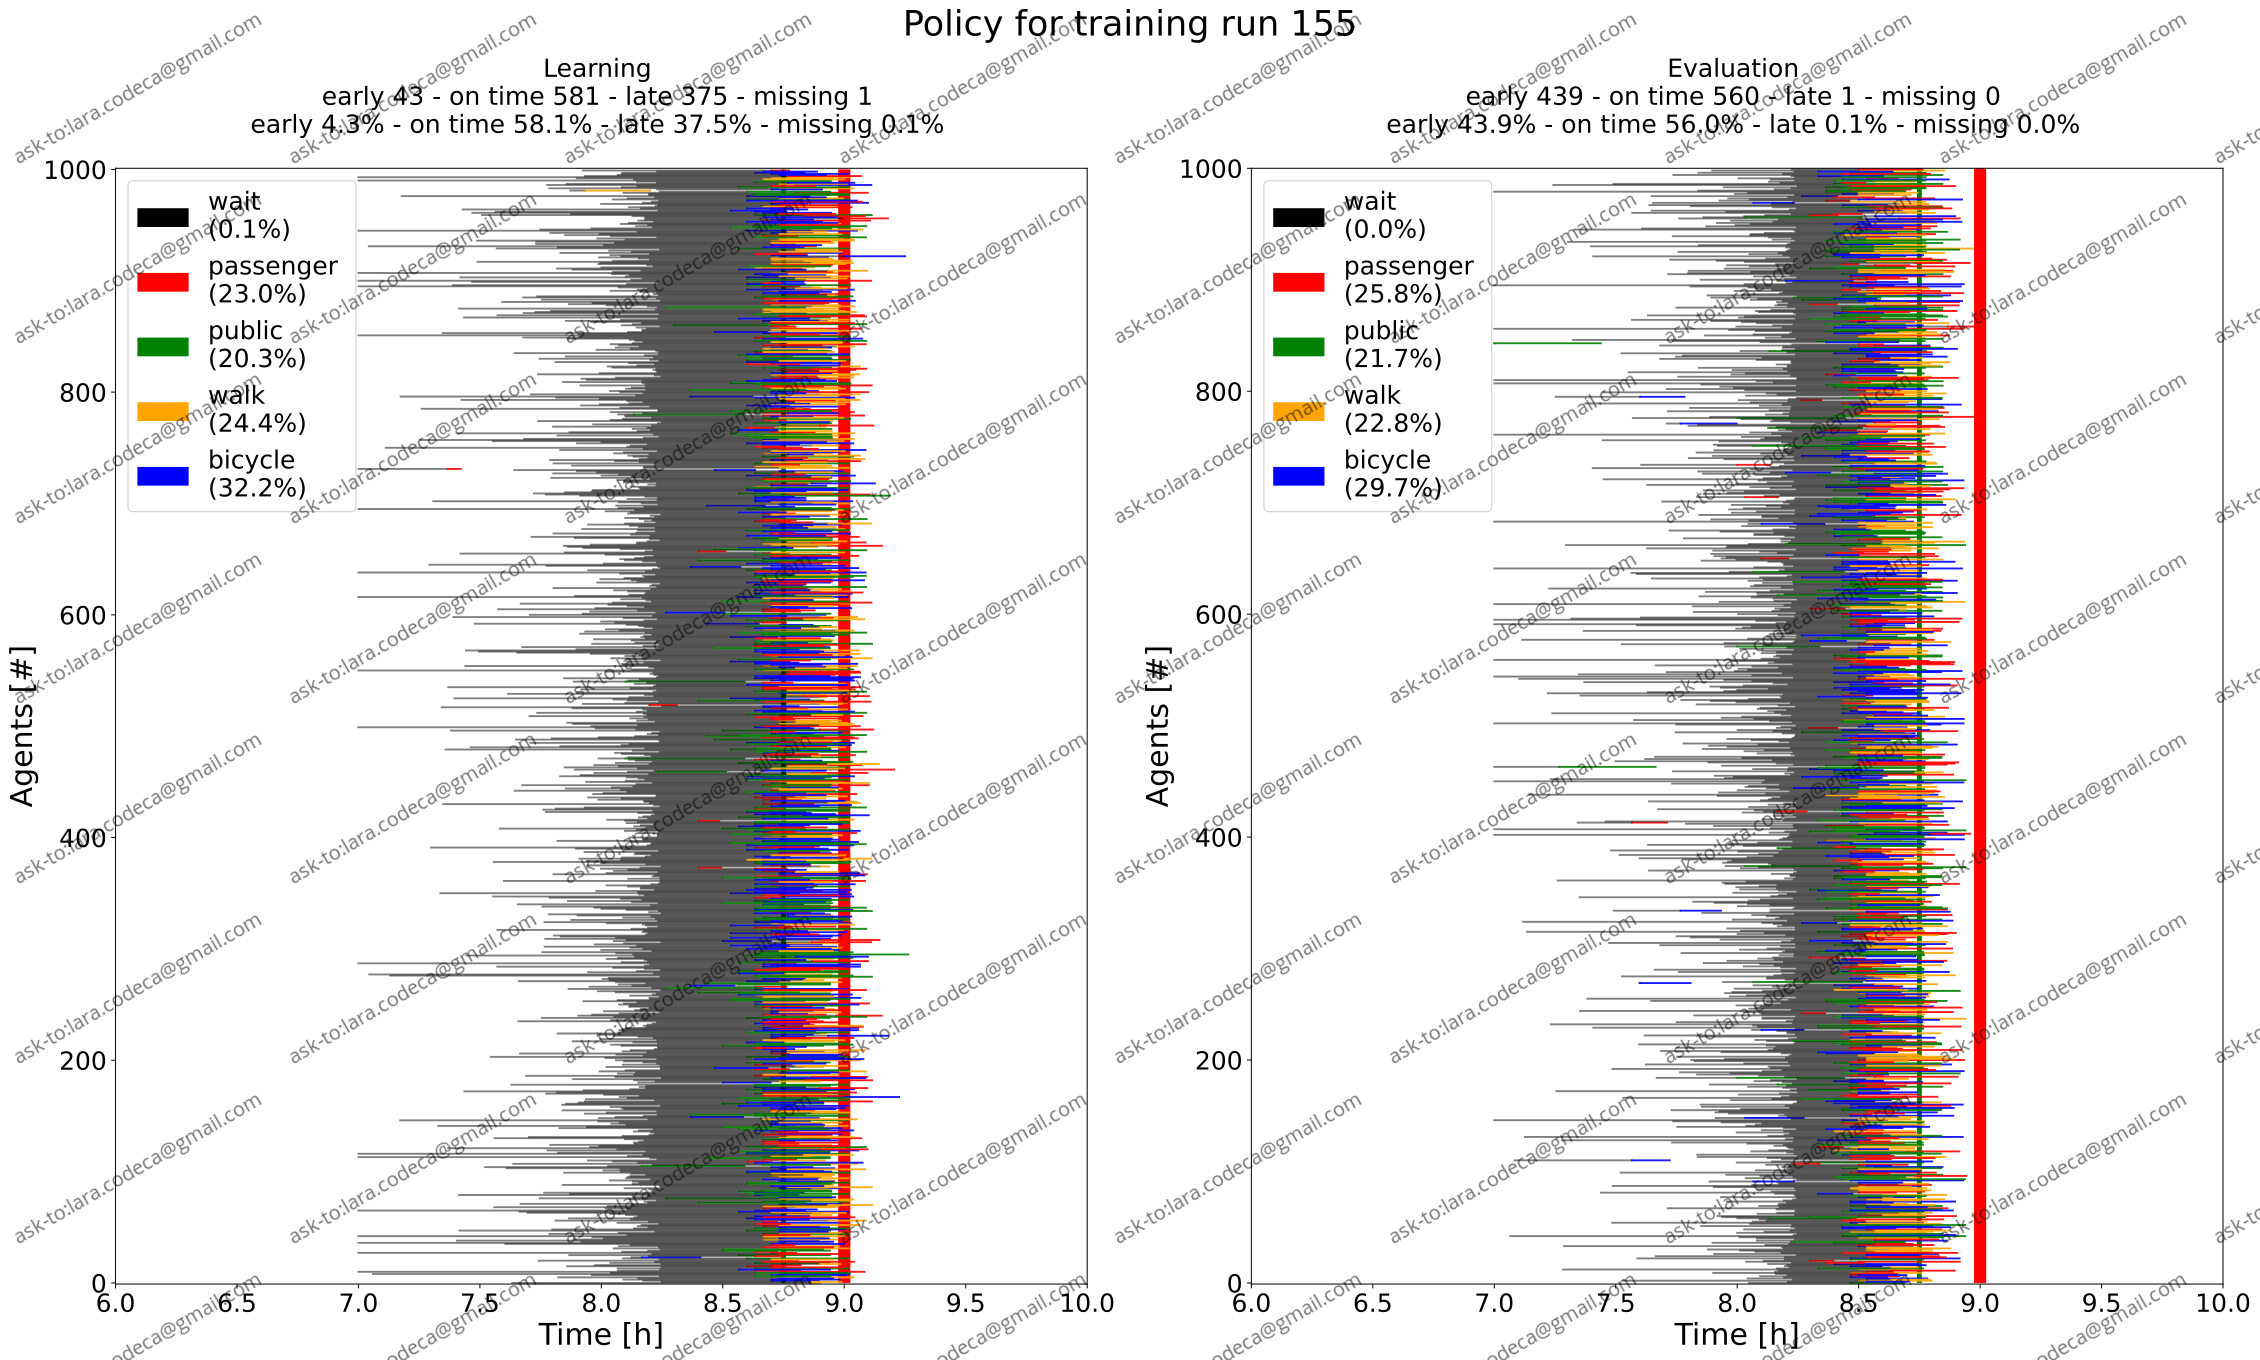 Policy for training run 155
Learning
early 43 - on time 581 - late 375 - missing 1
early 4.3% - on time 58.1% - late 37.5% - missing 0.1%
Evaluation
early 439 - on time 560 - late 1 - missing 0
early 43.9% - on time 56.0% - late 0.1% - missing 0.0%
wait
(0.1%)
passenger
(23.0%)
public
(20.3%)
walk
(24.4%)
bicycle
(32.2%)
Agents [#]
1000
800
600
400
200
0
6.0 6.5 7.0 7.5 8.0 8.5 9.0 9.5 10.0
Time [h]
wait
(0.0%)
passenger
(25.8%)
public
(21.7%)
walk
(22.8%)
bicycle
(29.7%)
Agents [#]
1000
800
600
400
200
0
6.0 6.5 7.0 7.5 8.0 8.5 9.0 9.5 10.0
Time [h]
ask-to:lara.codeca@gmail.com